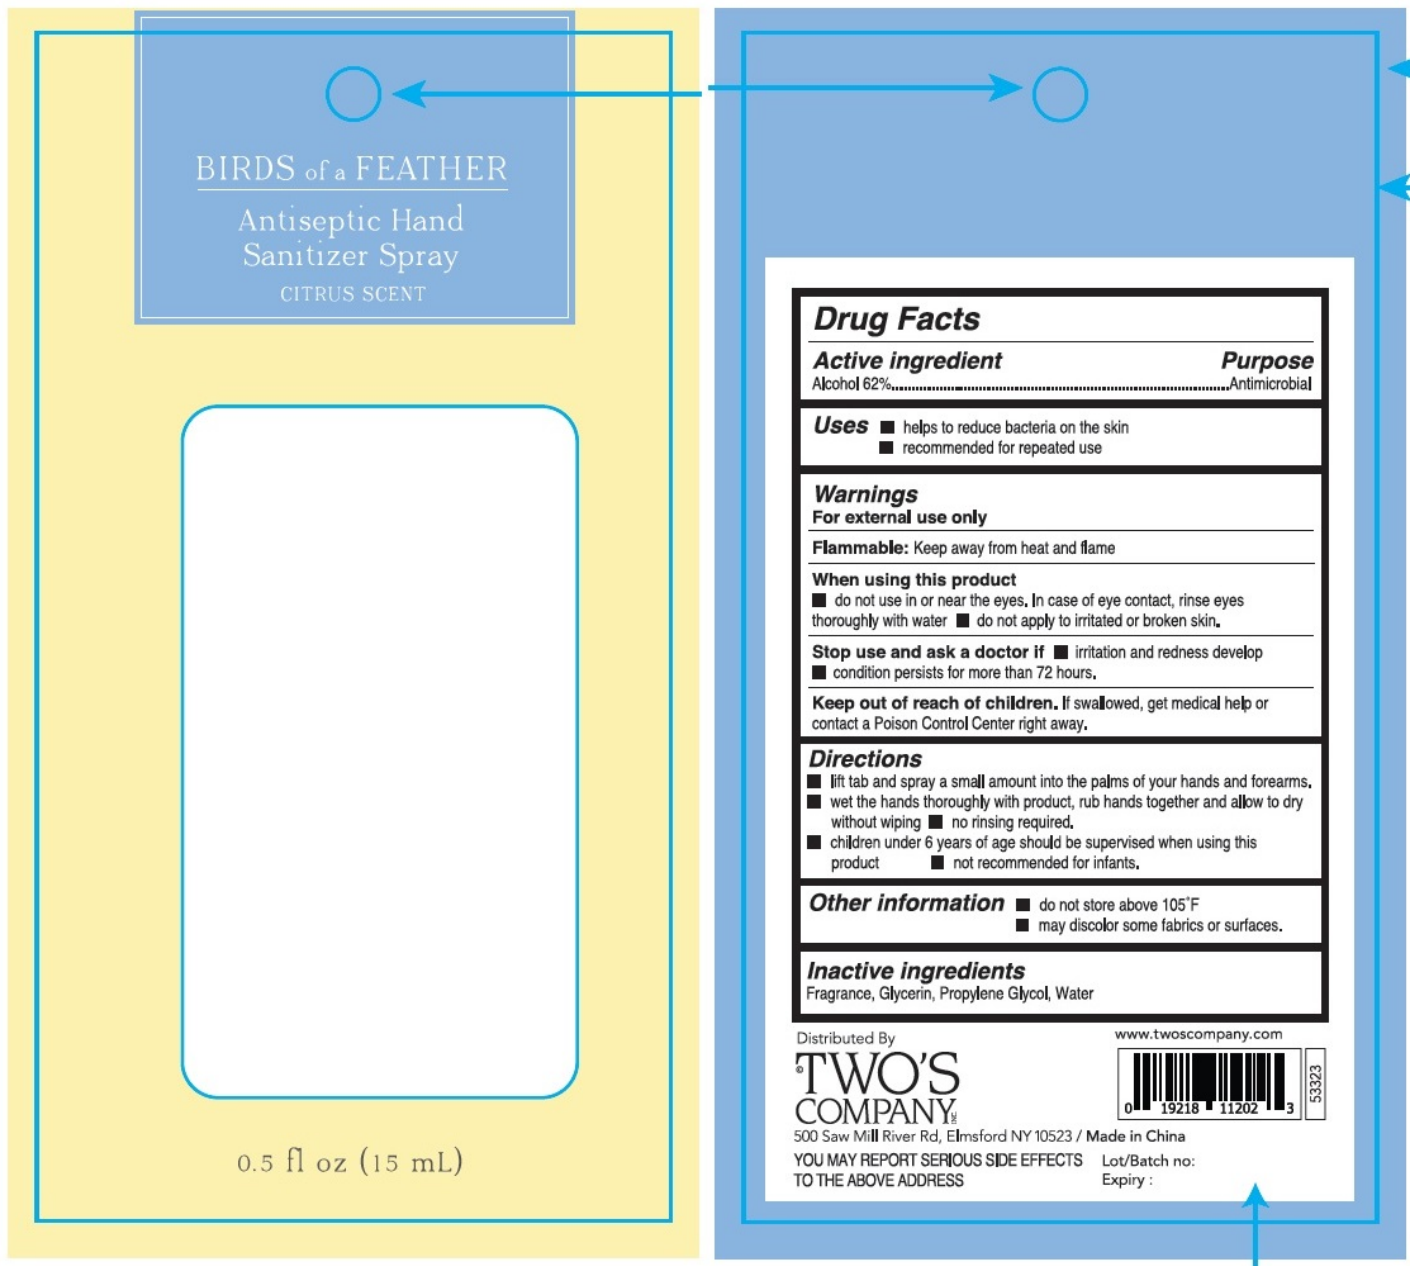 BIRDS of a FEATHER
Antiseptic Hand
Sanitizer Spray
CITRUS SCENT
0.5 fl oz (15 mL)
Drug Facts
Active ingredient Purpose
Alcohol 62%........................................Antimicrobial
Uses ■ helps to reduce bacteria on the skin
■ recommended for repeated use
Warnings
For external use only
Flammable: Keep away from heat and flame
When using this product
■ do not use in or near the eyes. In case of eye contact, rinse eyes
thoroughly with water ■ do not apply to irritated or broken skin.
Stop use and ask a doctor if ■ irritation and redness develop
■ condition persists for more than 72 hours.
Keep out of reach of children. If swallowed, get medical help or
contact a Poison Control Center right away.
Directions
■ lift tab and spray a small amount into the palms of your hands and forearms.
■ wet the hands thoroughly with product, rub hands together and allow to dry
without wiping ■ no rinsing required.
■ children under 6 years of age should be supervised when using this
product ■ not recommended for infants.
Other information ■ do not store above 105°F
■ may discolor some fabrics or surfaces.
Inactive ingredients
Fragrance, Glycerin, Propylene Glycol, Water
Distributed By
©TWO'S
COMPANY INC.
www.twoscompany.com
0 19218 11202 3
53323
500 Saw Mill River Rd, Elmsford NY 10523 / Made in China
YOU MAY REPORT SERIOUS SIDE EFFECTS
TO THE ABOVE ADDRESS
Lot/Batch no:
Expiry :